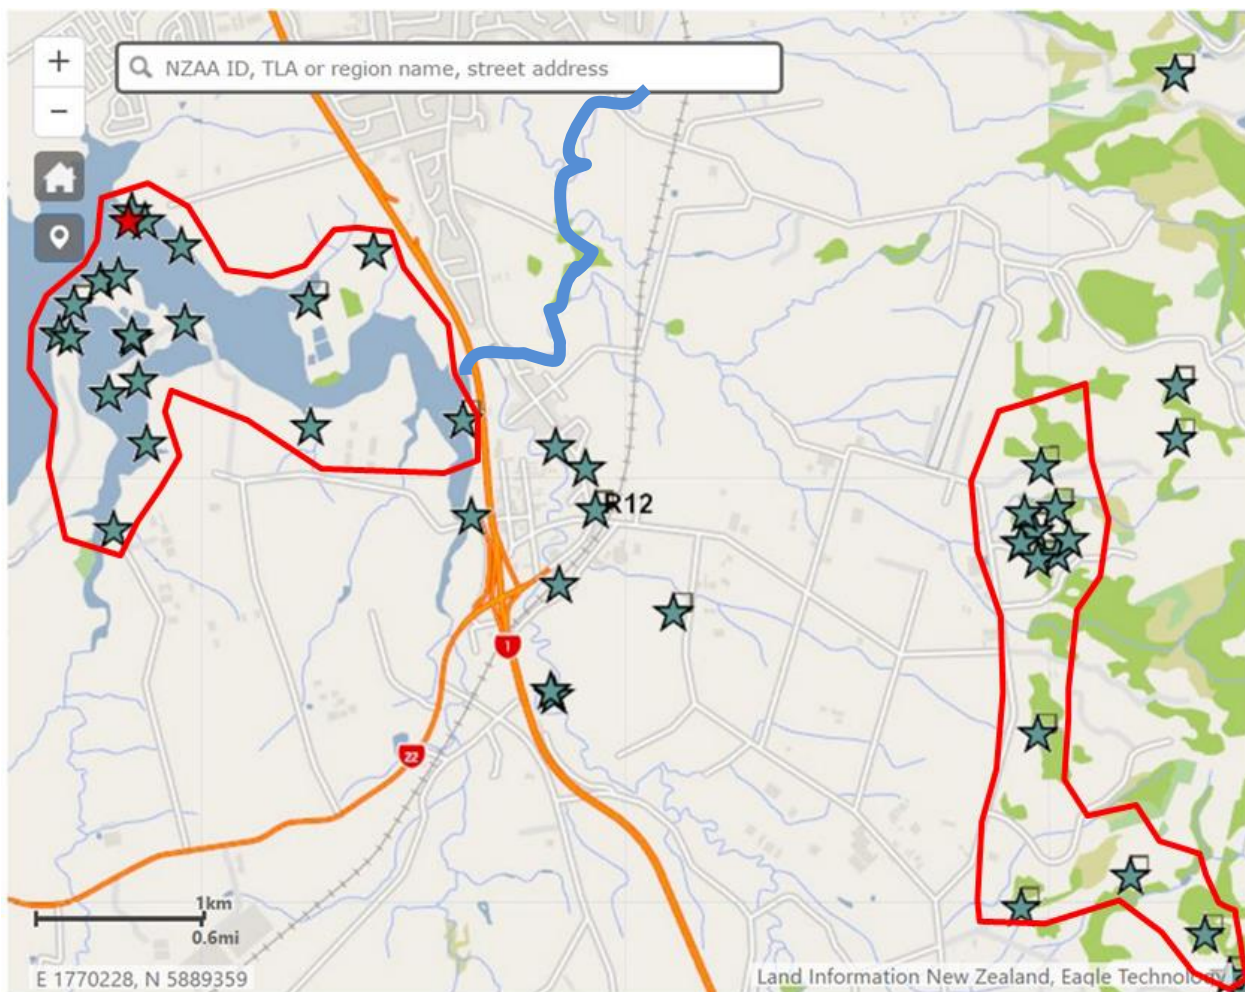 +
NZAA ID, TLA or region name, street address
−
R12
1
22
1km
0.6mi
E 1770228, N 5889359
Land Information New Zealand, Eagle Technology